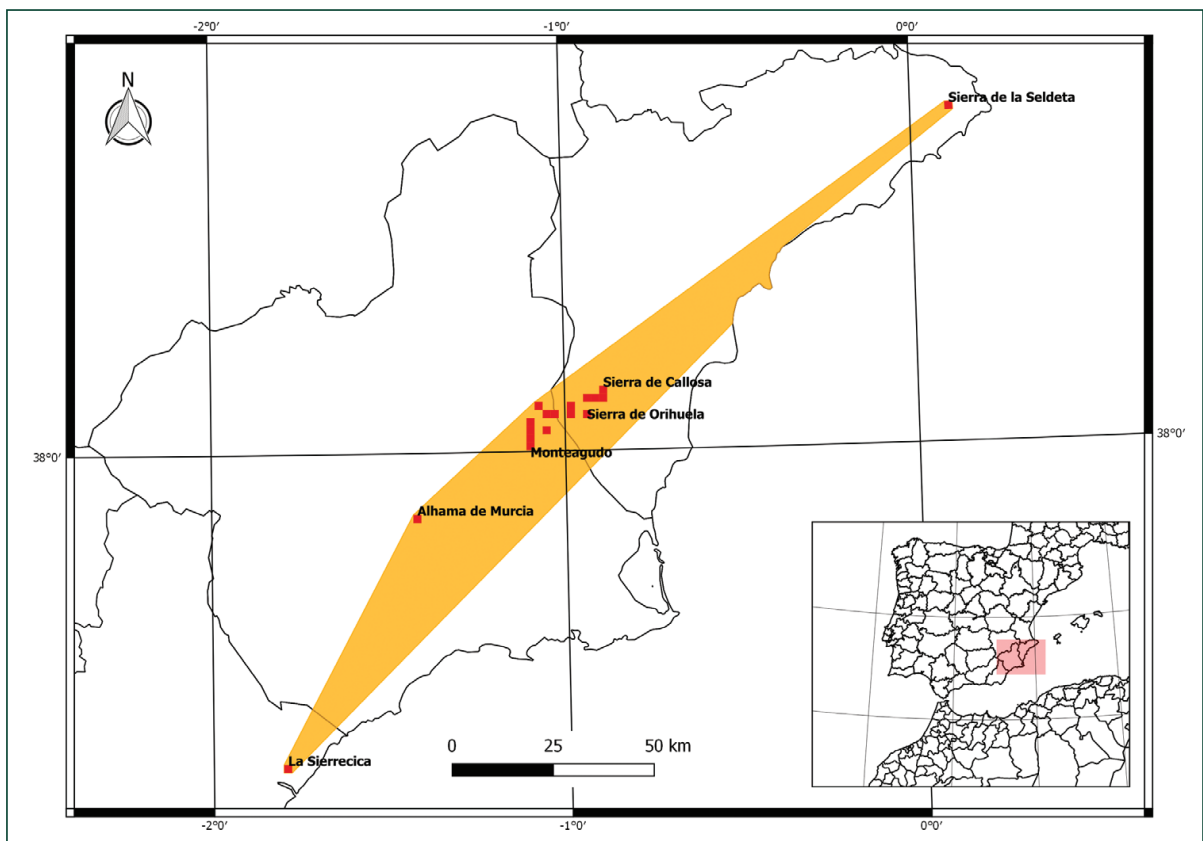 -2°0′
-1°0′
0°0′
N
Sierra de la Seldeta
Sierra de Callosa
Sierra de Orihuela
38°0′
38°0′
Monteagudo
Alhama de Murcia
La Sierrecica
0
25
50 km
-2°0′
-1°0′
0°0′